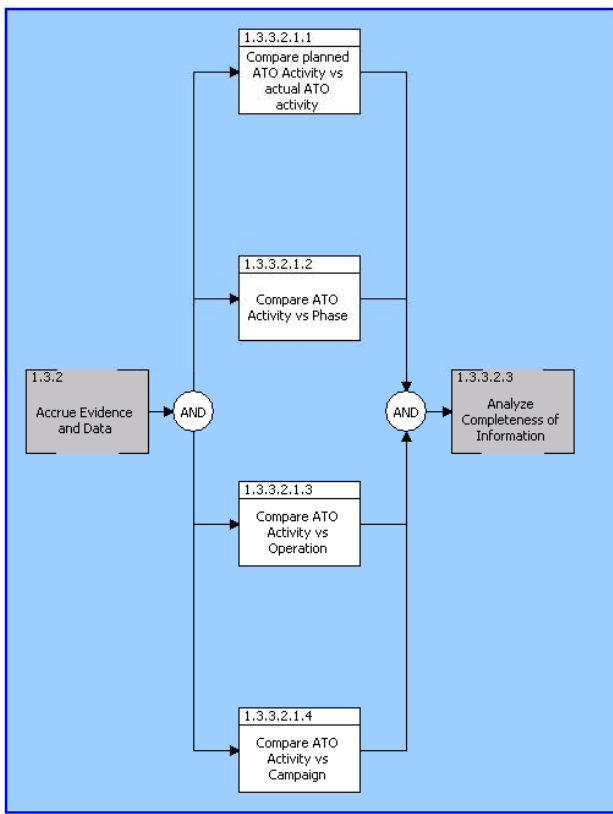 1.3.3.2.1.1
Compare planned
ATO Activity vs
actual ATO
activity
1.3.3.2.1.2
Compare ATO
Activity vs Phase
1.3.2
Accrue Evidence
and Data
AND
AND
1.3.3.2.3
Analyze
Completeness of
Information
1.3.3.2.1.3
Compare ATO
Activity vs
Operation
1.3.3.2.1.4
Compare ATO
Activity vs
Campaign